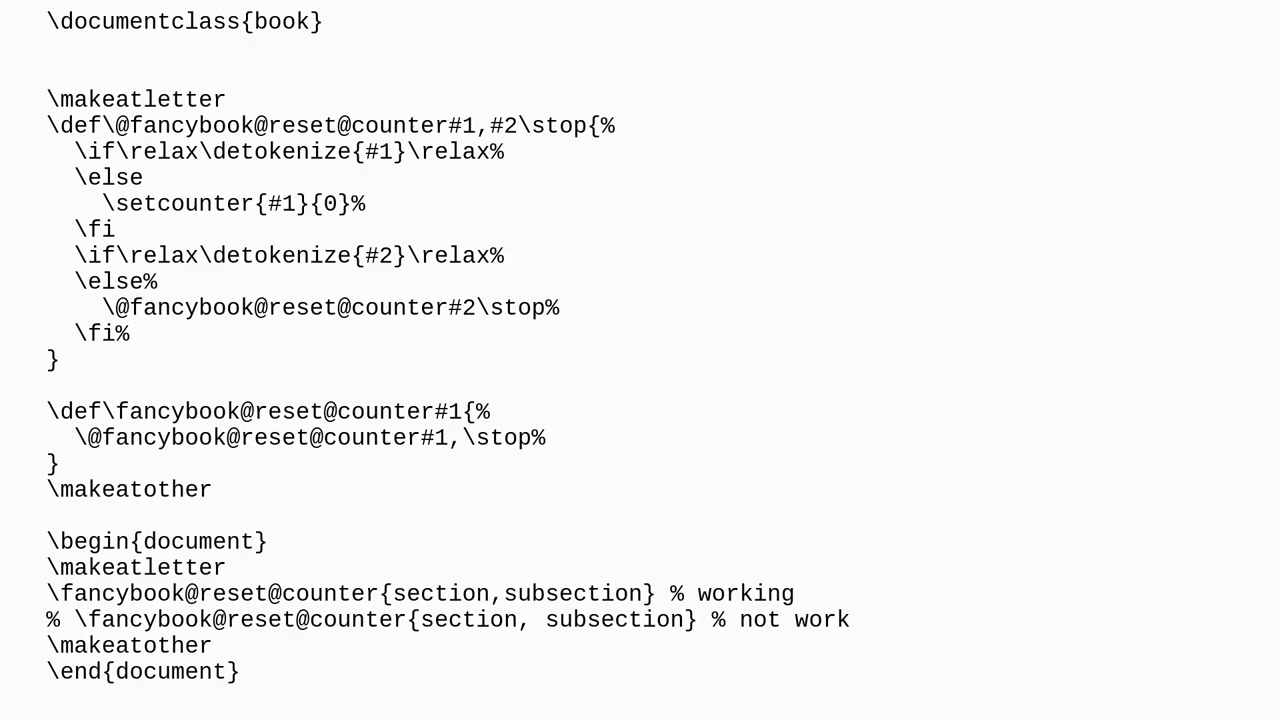 \documentclass{book}
\makeatletter
\def\@fancybook@reset@counter#1,#2\stop{%
  \if\relax\detokenize{#1}\relax%
  \else
    \setcounter{#1}{0}%
  \fi
  \if\relax\detokenize{#2}\relax%
  \else%
    \@fancybook@reset@counter#2\stop%
  \fi%
}
\def\fancybook@reset@counter#1{%
  \@fancybook@reset@counter#1,\stop%
}
\makeatother
\begin{document}
\makeatletter
\fancybook@reset@counter{section,subsection} % working
% \fancybook@reset@counter{section, subsection} % not work
\makeatother
\end{document}